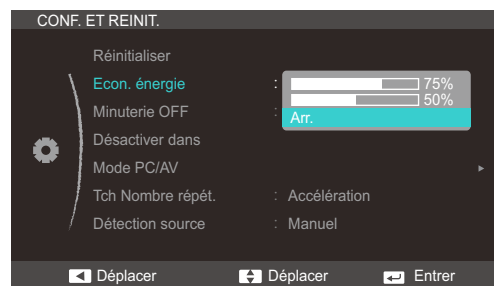 CONF. ET REINIT.
Réinitialiser
Econ. énergie :
75%
50%
Arr.
Minuterie OFF :
Désactiver dans
Mode PC/AV
Tch Nombre répét. : Accélération
Détection source : Manuel
Déplacer Déplacer Entrer